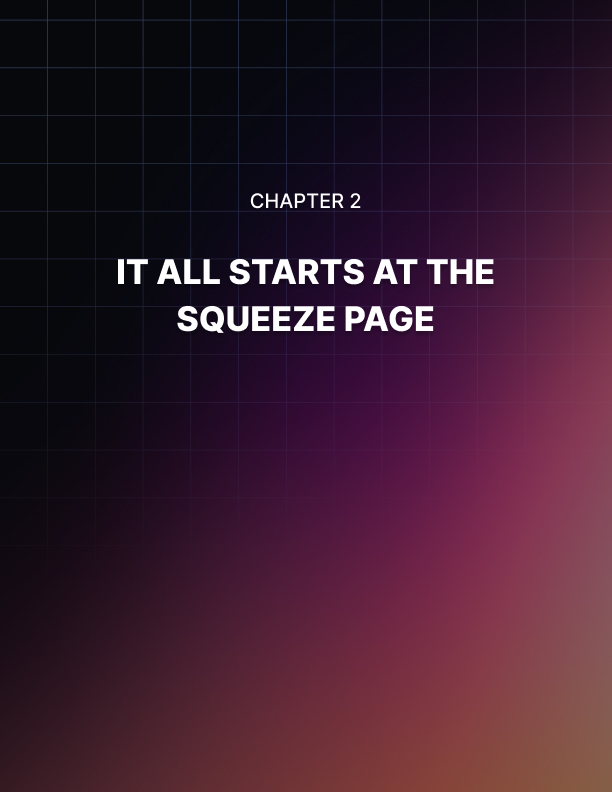 CHAPTER 2
IT ALL STARTS AT THE
SQUEEZE PAGE